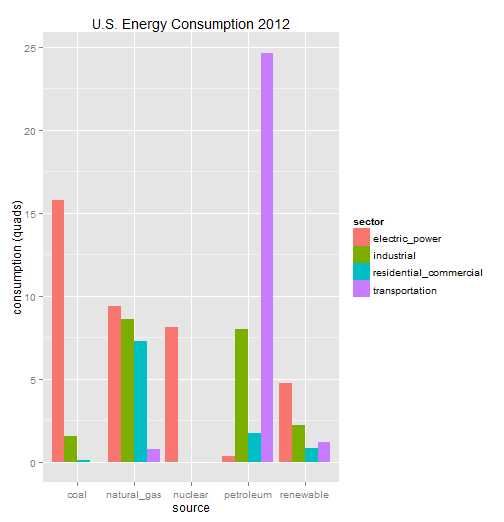 U.S. Energy Consumption 2012
25
20
15
10
5
0
consumption (quads)
coal natural_gas nuclear petroleum renewable
source
sector
electric_power
industrial
residential_commercial
transportation